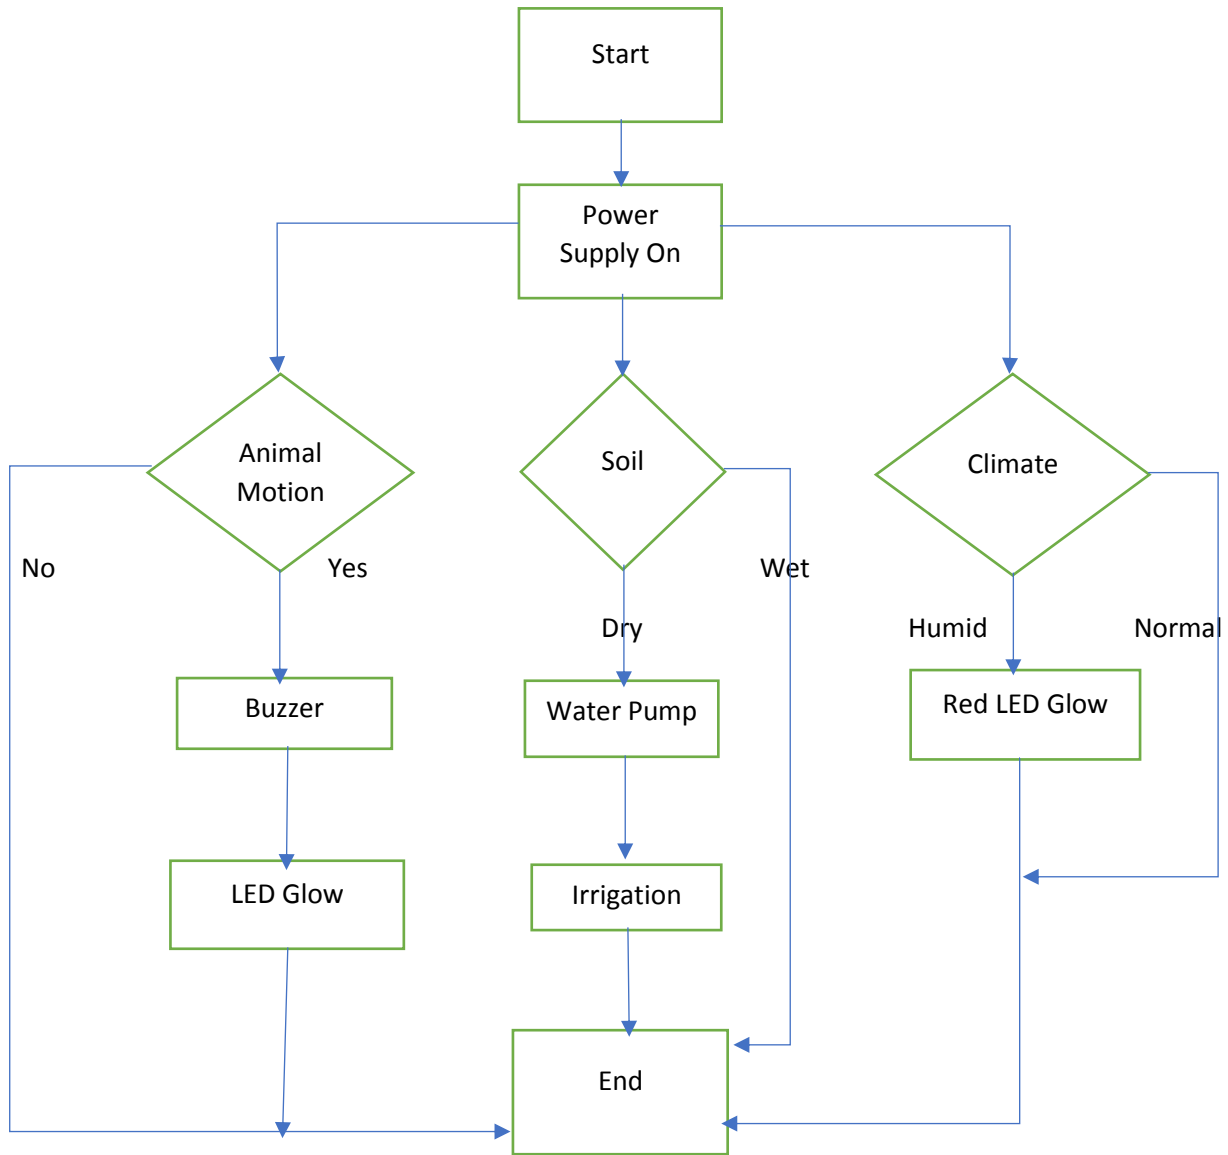 Start
Power
Supply On
Animal
Motion
Soil
Climate
No
Yes
Wet
Dry
Humid
Normal
Buzzer
Water Pump
Red LED Glow
LED Glow
Irrigation
End